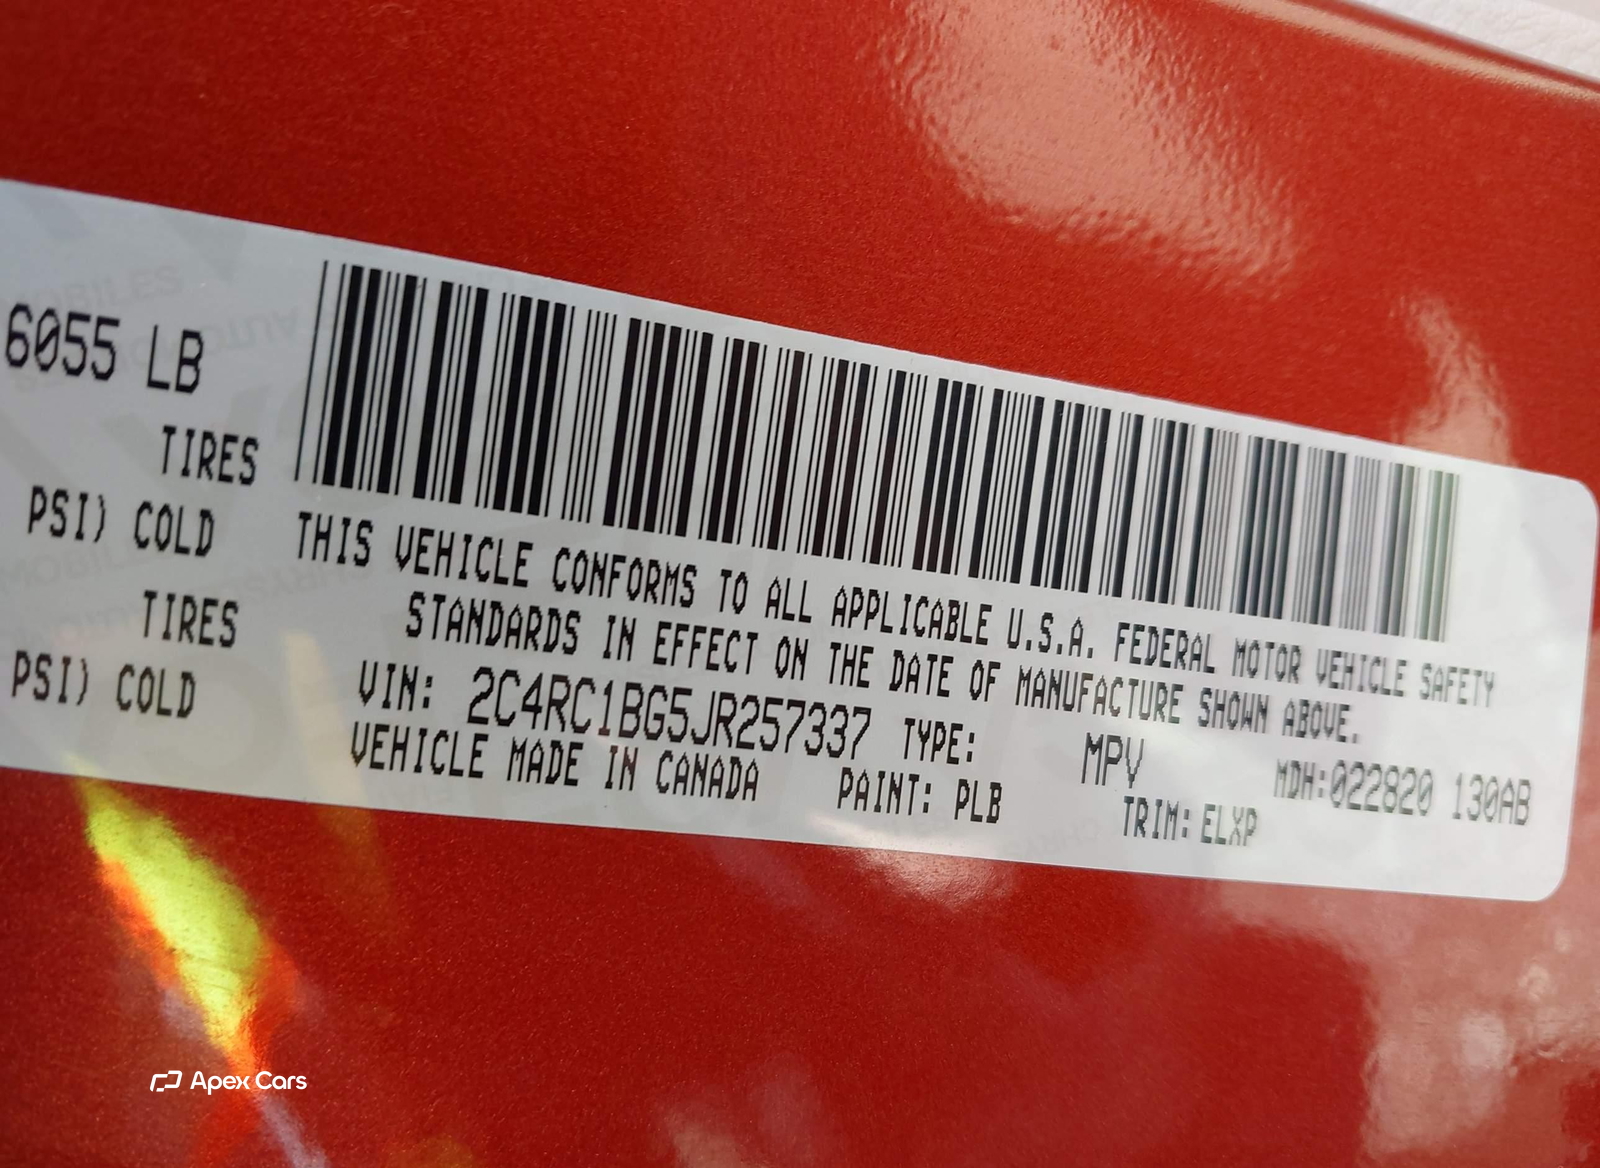 6055 LB
TIRES
PSI) COLD
TIRES
PSI) COLD
THIS VEHICLE CONFORMS TO ALL APPLICABLE U.S.A. FEDERAL MOTOR VEHICLE SAFETY
STANDARDS IN EFFECT ON THE DATE OF MANUFACTURE SHOWN ABOVE.
VIN: 2C4RC1BG5JR257337 TYPE: MPV MDH:022820 130AB
VEHICLE MADE IN CANADA PAINT: PLB TRIM: ELXP
Apex Cars